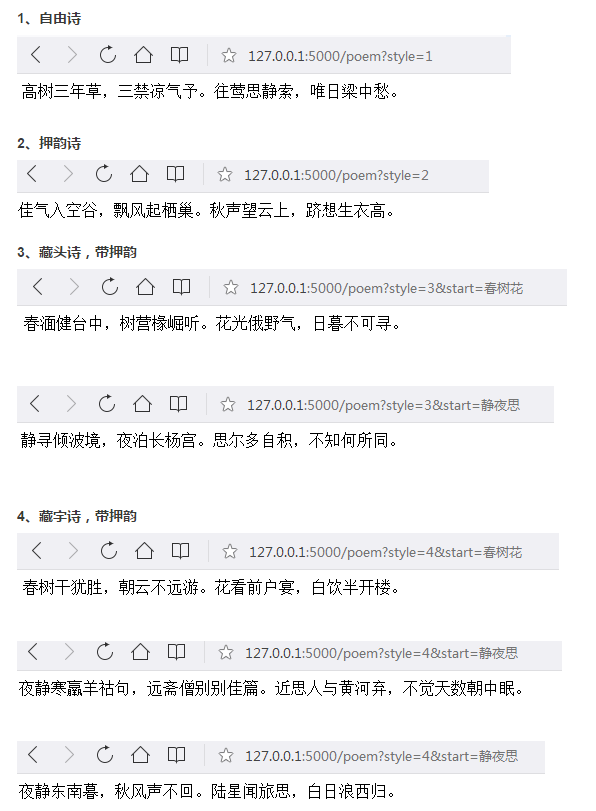 1、自由诗
127.0.0.1:5000/poem?style=1
高树三年草，三禁凉气予。往莺思静索，唯日梁中愁。
2、押韵诗
127.0.0.1:5000/poem?style=2
佳气入空谷，飘风起栖巢。秋声望云上，跻想生衣高。
3、藏头诗，带押韵
127.0.0.1:5000/poem?style=3&start=春树花
春湎健台中，树营椽崛听。花光俄野气，日暮不可寻。
127.0.0.1:5000/poem?style=3&start=静夜思
静寻倾波境，夜泊长杨宫。思尔多自积，不知何所同。
4、藏字诗，带押韵
127.0.0.1:5000/poem?style=4&start=春树花
春树干犹胜，朝云不远游。花看前户宴，白饮半开楼。
127.0.0.1:5000/poem?style=4&start=静夜思
夜静寒羸羊祜句，远斋僧别别佳篇。近思人与黄河弃，不觉天数朝中眠。
127.0.0.1:5000/poem?style=4&start=静夜思
夜静东南暮，秋风声不回。陆星闻旅思，白日浪西归。